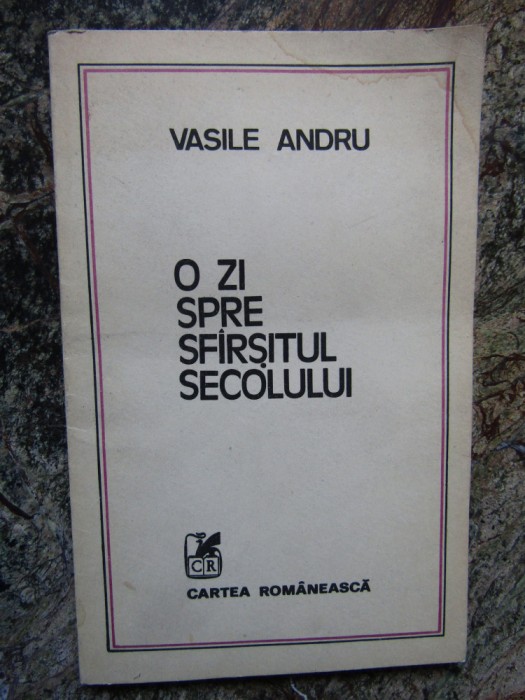 VASILE ANDRU
O ZI
SPRE
SFÎRȘITUL
SECOLULUI
CR
CARTEA ROMÂNEASCĂ